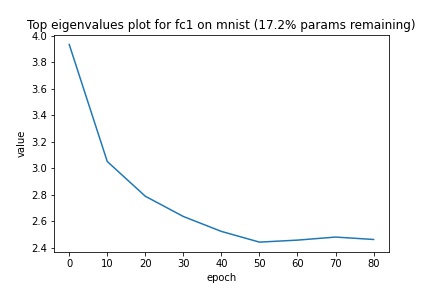 Top eigenvalues plot for fc1 on mnist (17.2% params remaining)
4.0
3.8
3.6
3.4
3.2
3.0
2.8
2.6
2.4
value
0 10 20 30 40 50 60 70 80
epoch